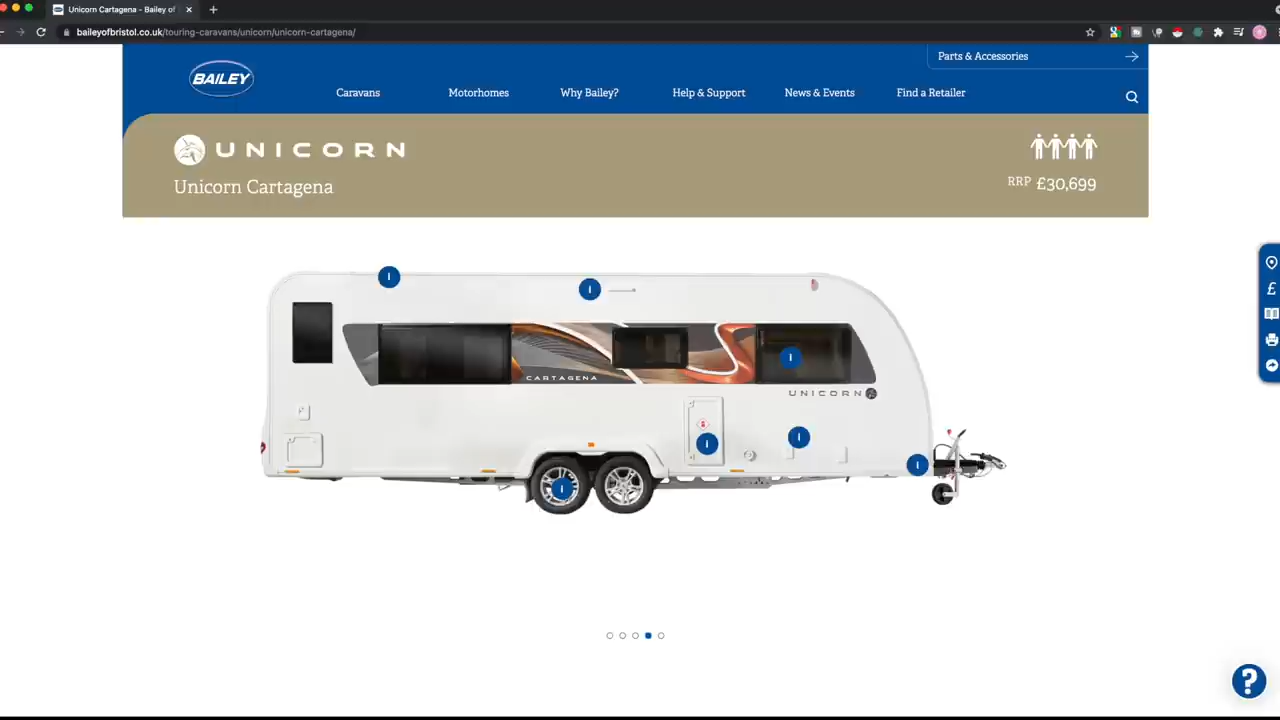 Unicorn Cartagena - Bailey of
baileyofbristol.co.uk/touring-caravans/unicorn/unicorn-cartagena/
Parts & Accessories
BAILEY
Caravans
Motorhomes
Why Bailey?
Help & Support
News & Events
Find a Retailer
UNICORN
Unicorn Cartagena
RRP £30,699
i
i
i
CARTAGENA
UNICORN
i
i
i
i
£
?